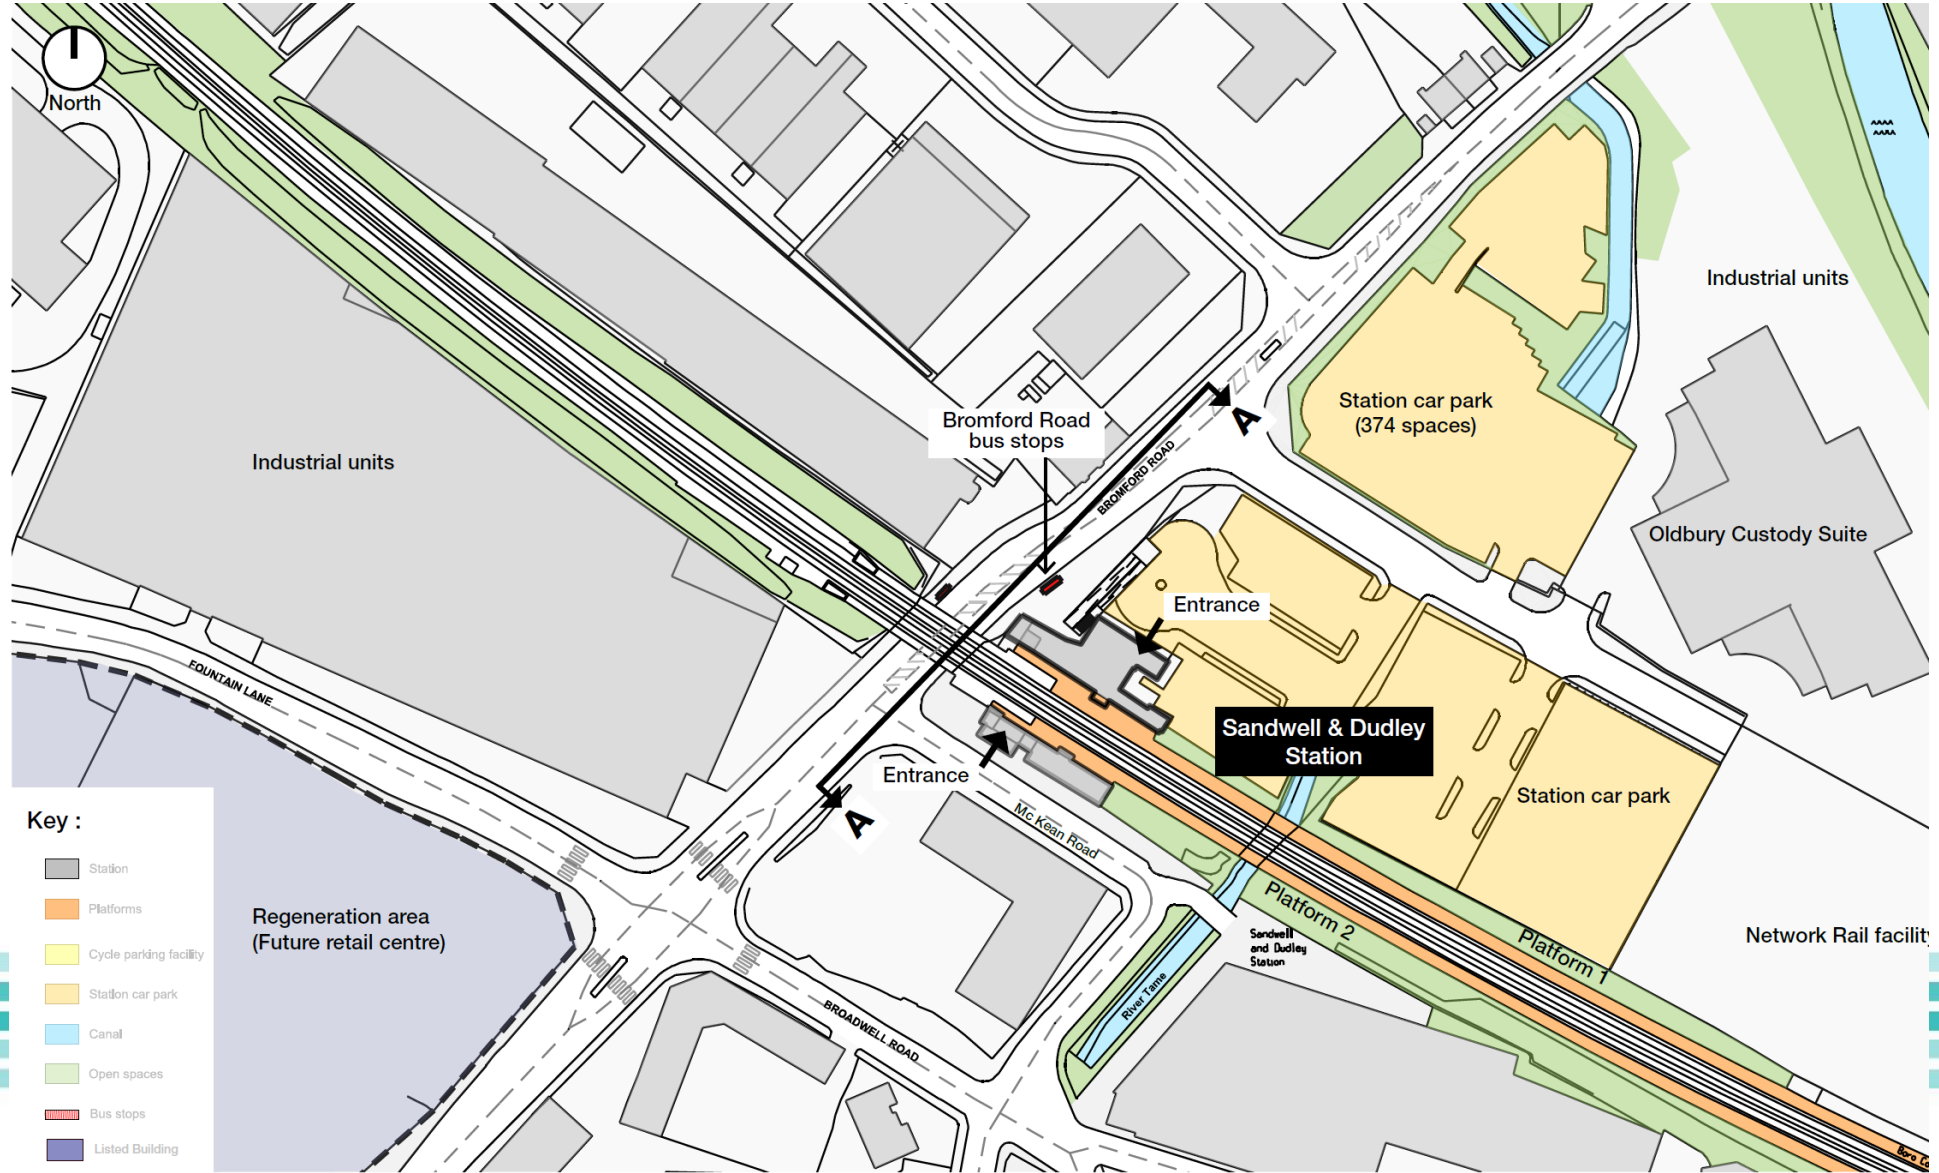 North
Industrial units
Industrial units
Station car park
(374 spaces)
Bromford Road
bus stops
A
BROMFORD ROAD
Oldbury Custody Suite
Entrance
FOUNTAIN LANE
Sandwell & Dudley
Station
Entrance
A
Mc Kean Road
Station car park
Key :
Station
Platforms
Cycle parking facility
Station car park
Canal
Open spaces
Bus stops
Listed Building
Regeneration area
(Future retail centre)
Platform 2
Platform 1
Sandwell
and Dudley
Station
Network Rail facility
River Tame
BROADWELL ROAD